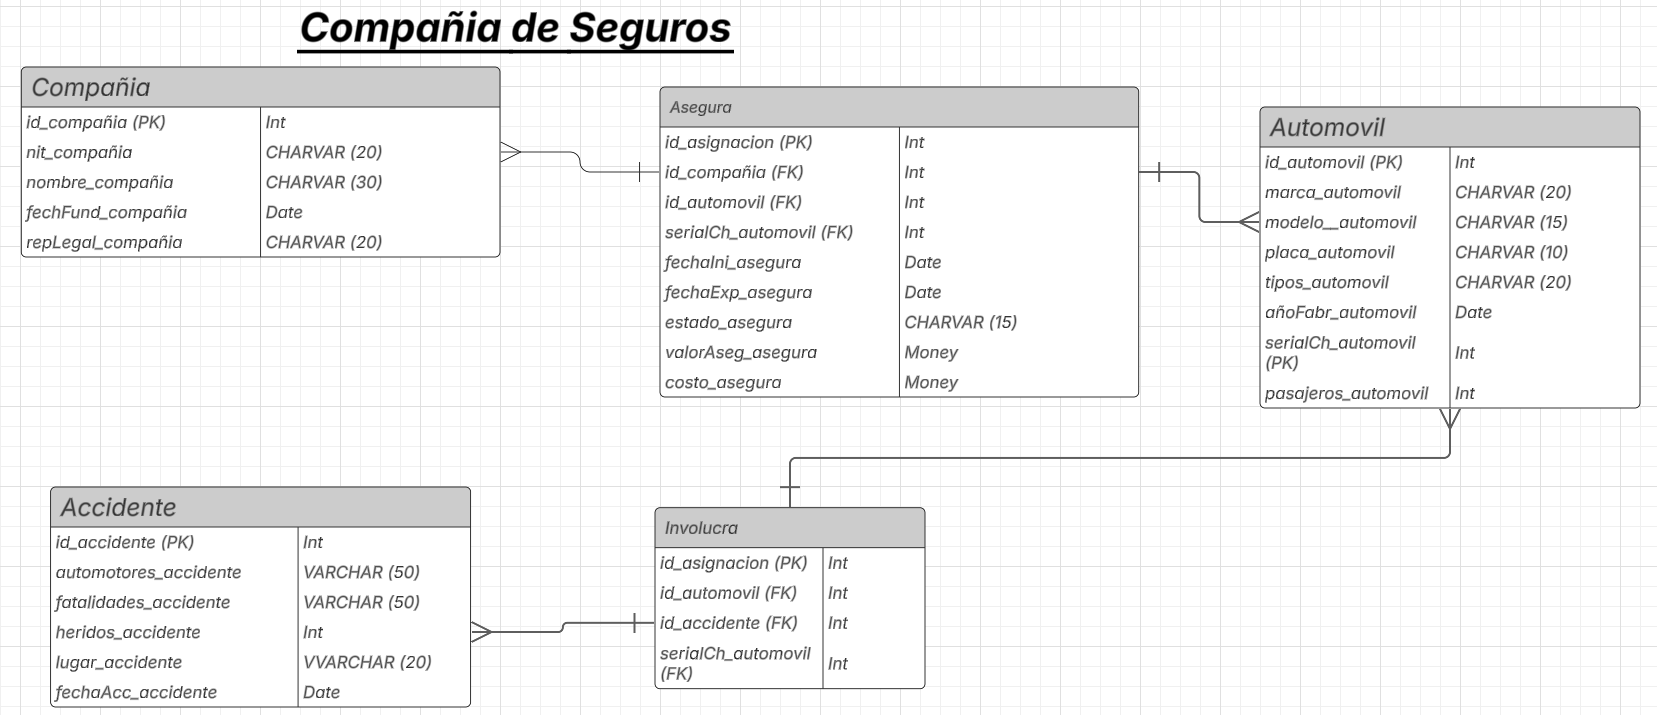 Compañia de Seguros
Compañia
id_compañia (PK) Int
nit_compañia CHARVAR (20)
nombre_compañia CHARVAR (30)
fechFund_compañia Date
repLegal_compañia CHARVAR (20)
Asegura
id_asignacion (PK) Int
id_compañia (FK) Int
id_automovil (FK) Int
serialCh_automovil (FK) Int
fechaIni_asegura Date
fechaExp_asegura Date
estado_asegura CHARVAR (15)
valorAseg_asegura Money
costo_asegura Money
Automovil
id_automovil (PK) Int
marca_automovil CHARVAR (20)
modelo__automovil CHARVAR (15)
placa_automovil CHARVAR (10)
tipos_automovil CHARVAR (20)
añoFabr_automovil Date
serialCh_automovil
(PK) Int
pasajeros_automovil Int
Accidente
id_accidente (PK) Int
automotores_accidente VARCHAR (50)
fatalidades_accidente VARCHAR (50)
heridos_accidente Int
lugar_accidente VVARCHAR (20)
fechaAcc_accidente Date
Involucra
id_asignacion (PK) Int
id_automovil (FK) Int
id_accidente (FK) Int
serialCh_automovil
(FK) Int